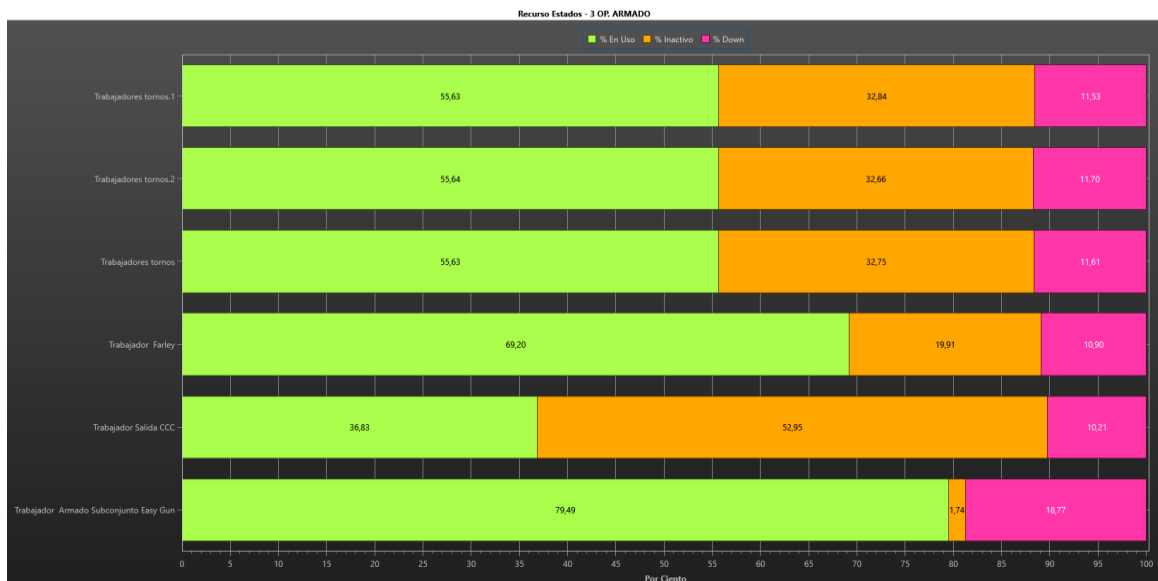 Recurso Estados - 3 OP. ARMADO
% En Uso % Inactivo % Down
Trabajadores tornos.1 55,63 32,84 11,53
Trabajadores tornos.2 55,64 32,66 11,70
Trabajadores tornos 55,63 32,75 11,61
Trabajador Farley 69,20 19,91 10,90
Trabajador Salida CCC 36,83 52,95 10,21
Trabajador Armado Subconjunto Easy Gun 79,49 1,74 18,77
0 5 10 15 20 25 30 35 40 45 50 55 60 65 70 75 80 85 90 95 100
Por Ciento